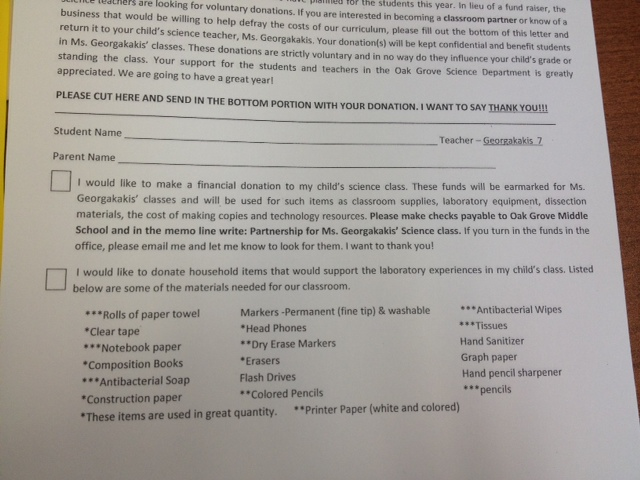 science teachers are looking for voluntary donations. If you are interested in becoming a classroom partner or know of a
business that would be willing to help defray the costs of our curriculum, please fill out the bottom of this letter and
return it to your child's science teacher, Ms. Georgakakis. Your donation(s) will be kept confidential and benefit students
in Ms. Georgakakis' classes. These donations are strictly voluntary and in no way do they influence your child's grade or
standing the class. Your support for the students and teachers in the Oak Grove Science Department is greatly
appreciated. We are going to have a great year!
PLEASE CUT HERE AND SEND IN THE BOTTOM PORTION WITH YOUR DONATION. I WANT TO SAY THANK YOU!!!
Student Name Teacher – Georgakakis 7
Parent Name
I would like to make a financial donation to my child's science class. These funds will be earmarked for Ms.
Georgakakis' classes and will be used for such items as classroom supplies, laboratory equipment, dissection
materials, the cost of making copies and technology resources. Please make checks payable to Oak Grove Middle
School and in the memo line write: Partnership for Ms. Georgakakis' Science class. If you turn in the funds in the
office, please email me and let me know to look for them. I want to thank you!
I would like to donate household items that would support the laboratory experiences in my child's class. Listed
below are some of the materials needed for our classroom.
***Rolls of paper towel Markers -Permanent (fine tip) & washable ***Antibacterial Wipes
*Clear tape *Head Phones ***Tissues
***Notebook paper **Dry Erase Markers Hand Sanitizer
*Composition Books *Erasers Graph paper
***Antibacterial Soap Flash Drives Hand pencil sharpener
*Construction paper **Colored Pencils ***pencils
*These items are used in great quantity. **Printer Paper (white and colored)